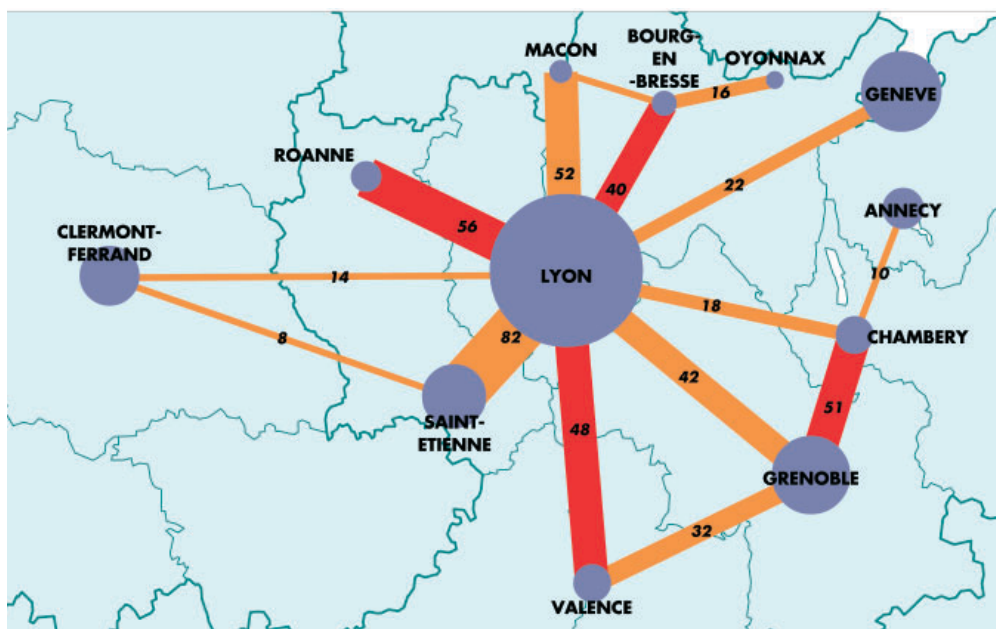 MACON
BOURG-
EN
-BRESSE
OYONNAX
16
GENEVE
ROANNE
52
40
22
56
ANNECY
CLERMONT-
FERRAND
14
LYON
10
18
CHAMBERY
8
82
42
51
SAINT-
ETIENNE
48
GRENOBLE
32
VALENCE